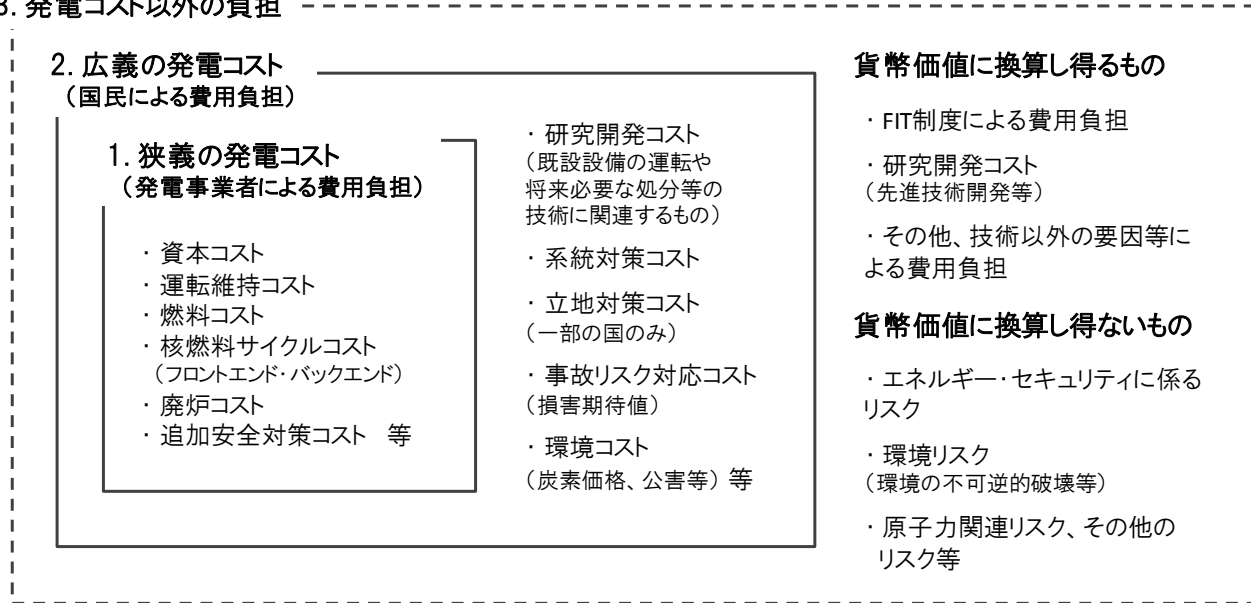 3. 発電コスト以外の負担
2. 広義の発電コスト
（国民による費用負担）
1. 狭義の発電コスト
（発電事業者による費用負担）
・資本コスト
・運転維持コスト
・燃料コスト
・核燃料サイクルコスト
（フロントエンド・バックエンド）
・廃炉コスト
・追加安全対策コスト　等
・研究開発コスト
（既設設備の運転や
将来必要な処分等の
技術に関連するもの）
・系統対策コスト
・立地対策コスト
（一部の国のみ）
・事故リスク対応コスト
（損害期待値）
・環境コスト
（炭素価格、公害等）等
貨幣価値に換算し得るもの
・FIT制度による費用負担
・研究開発コスト
（先進技術開発等）
・その他、技術以外の要因等に
よる費用負担
貨幣価値に換算し得ないもの
・エネルギー・セキュリティに係る
リスク
・環境リスク
（環境の不可逆的破壊等）
・原子力関連リスク、その他の
リスク等